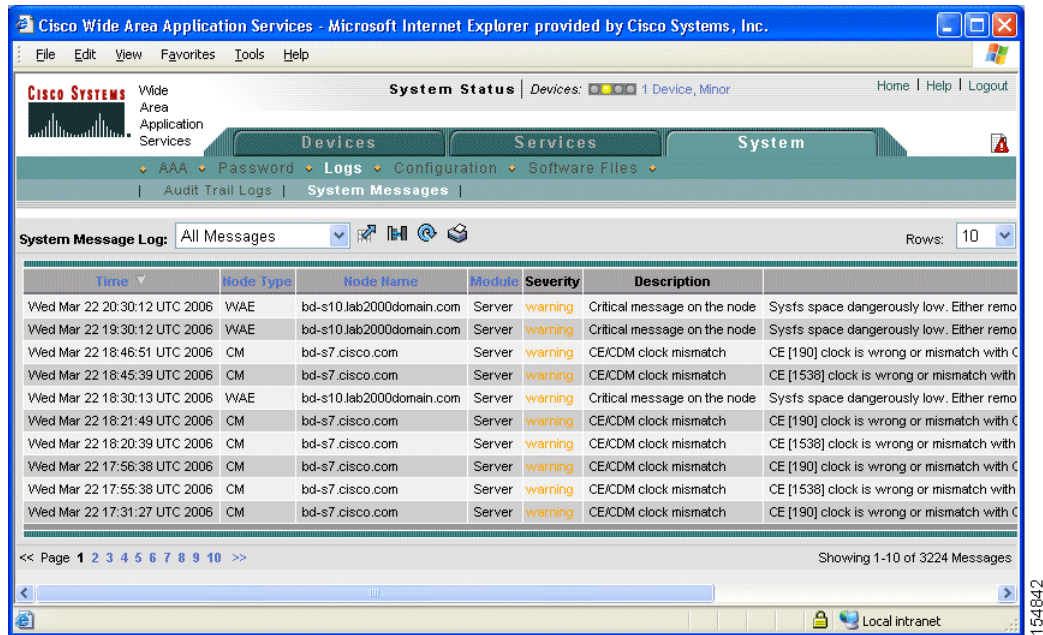 Cisco Wide Area Application Services - Microsoft Internet Explorer provided by Cisco Systems, Inc.
File Edit View Favorites Tools Help
CISCO SYSTEMS
Wide
Area
Application
Services
System Status | Devices: 1 Device, Minor
Home | Help | Logout
Devices Services System
AAA Password Logs Configuration Software Files
| Audit Trail Logs | System Messages |
System Message Log: All Messages Rows: 10
Time Node Type Node Name Module Severity Description
Wed Mar 22 20:30:12 UTC 2006 WAE bd-s10.lab2000domain.com Server warning Critical message on the node Sysfs space dangerously low. Either remo
Wed Mar 22 19:30:12 UTC 2006 WAE bd-s10.lab2000domain.com Server warning Critical message on the node Sysfs space dangerously low. Either remo
Wed Mar 22 18:46:51 UTC 2006 CM bd-s7.cisco.com Server warning CE/CDM clock mismatch CE [190] clock is wrong or mismatch with C
Wed Mar 22 18:45:39 UTC 2006 CM bd-s7.cisco.com Server warning CE/CDM clock mismatch CE [1538] clock is wrong or mismatch with
Wed Mar 22 18:30:13 UTC 2006 WAE bd-s10.lab2000domain.com Server warning Critical message on the node Sysfs space dangerously low. Either remo
Wed Mar 22 18:21:49 UTC 2006 CM bd-s7.cisco.com Server warning CE/CDM clock mismatch CE [190] clock is wrong or mismatch with C
Wed Mar 22 18:20:39 UTC 2006 CM bd-s7.cisco.com Server warning CE/CDM clock mismatch CE [1538] clock is wrong or mismatch with
Wed Mar 22 17:56:38 UTC 2006 CM bd-s7.cisco.com Server warning CE/CDM clock mismatch CE [190] clock is wrong or mismatch with C
Wed Mar 22 17:55:38 UTC 2006 CM bd-s7.cisco.com Server warning CE/CDM clock mismatch CE [1538] clock is wrong or mismatch with
Wed Mar 22 17:31:27 UTC 2006 CM bd-s7.cisco.com Server warning CE/CDM clock mismatch CE [190] clock is wrong or mismatch with C
<< Page 1 2 3 4 5 6 7 8 9 10 >> Showing 1-10 of 3224 Messages
Local intranet
154842